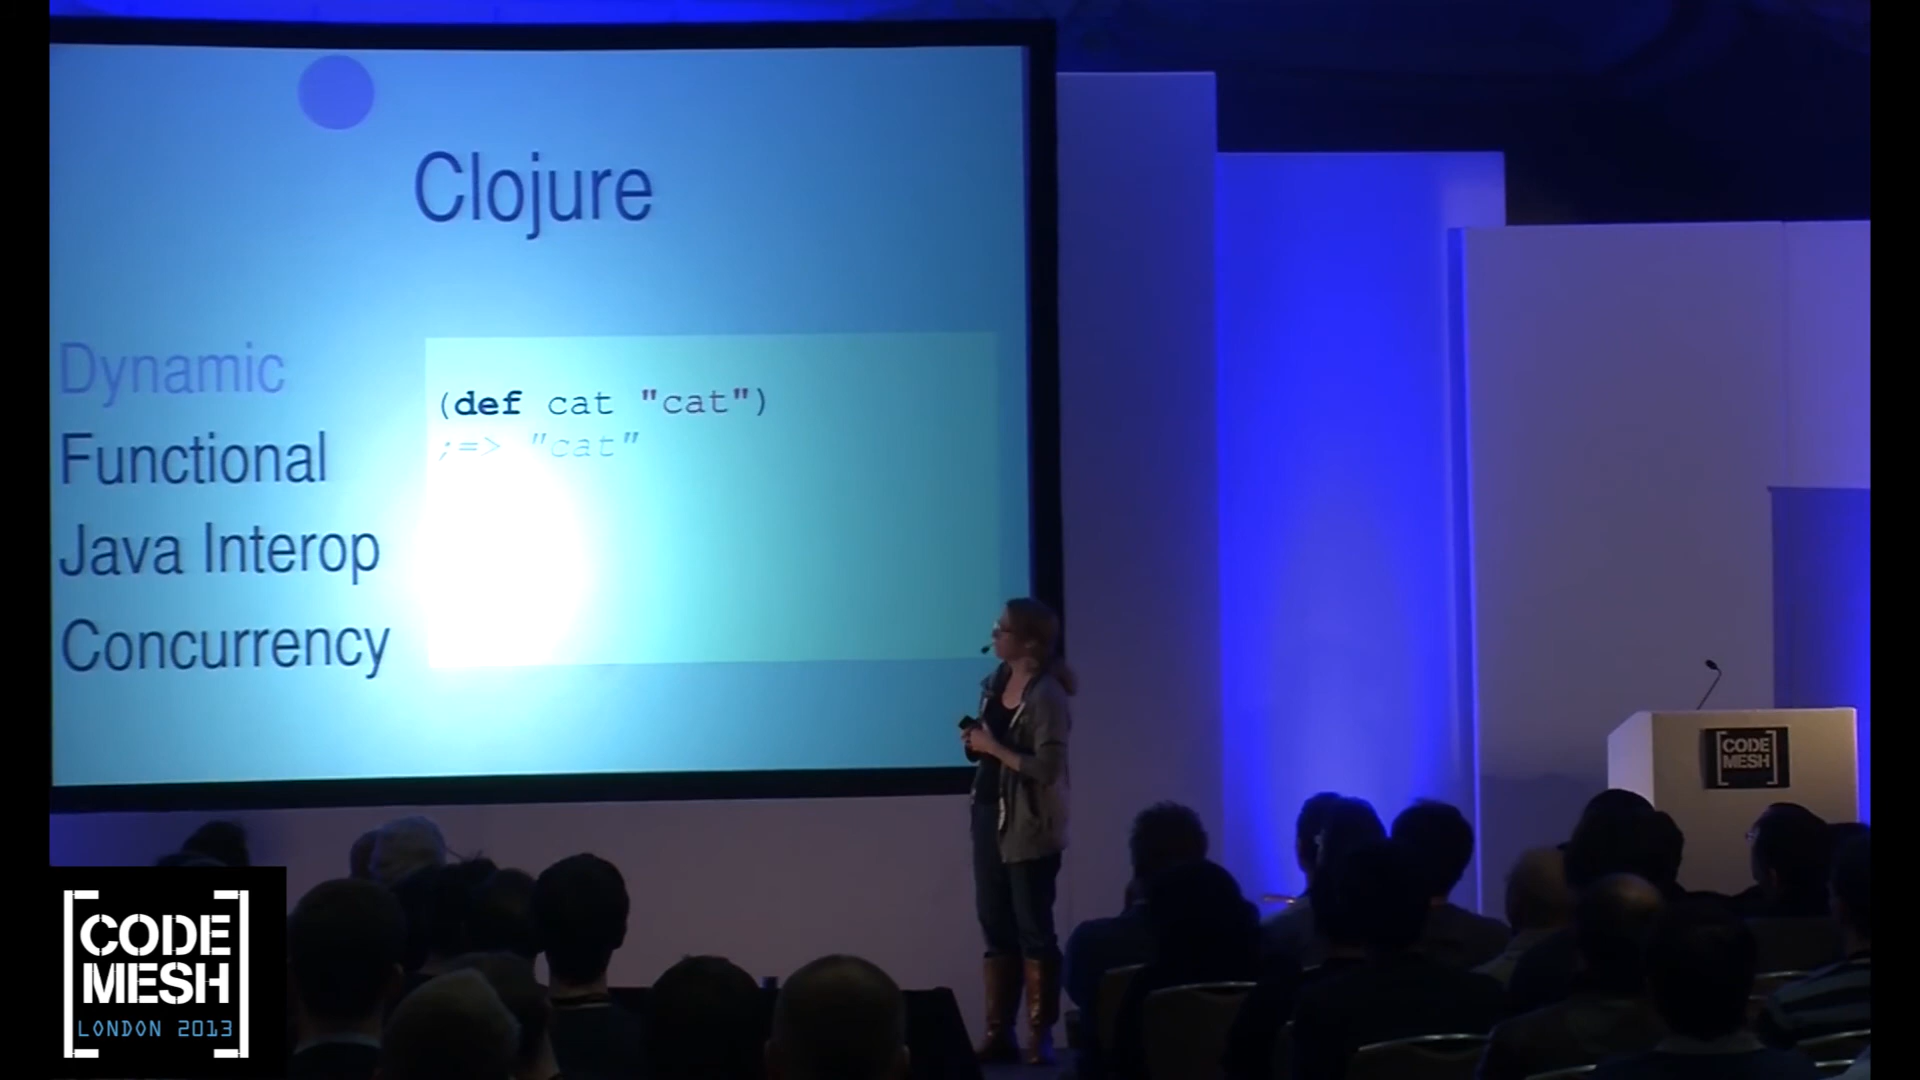 Clojure
Dynamic
Functional
Java Interop
Concurrency
(def cat "cat")
;=> "cat"
CODE
MESH
CODE
MESH
LONDON 2013